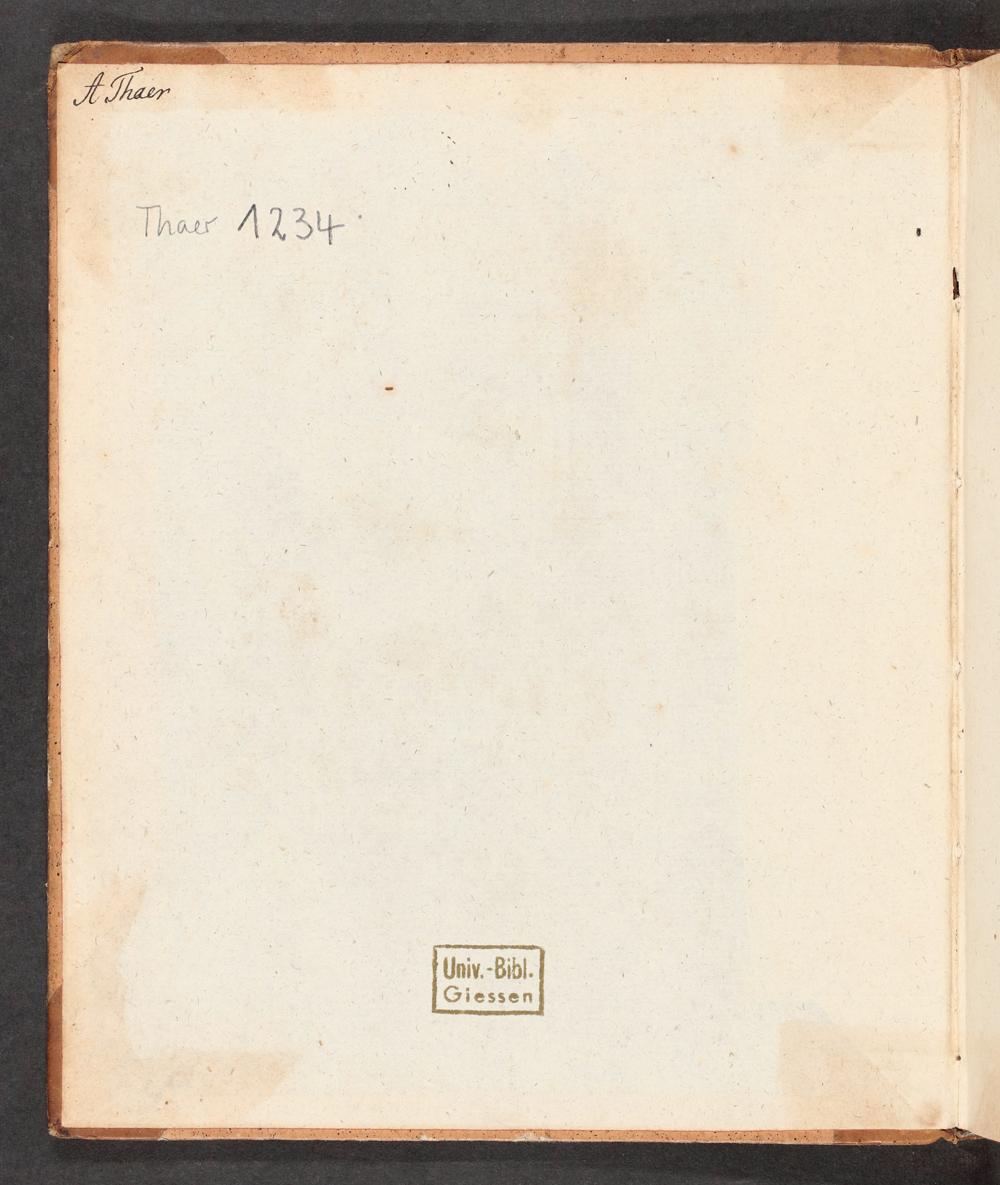 A Thaer
Thaer 1234
Univ.-Bibl.
Giessen